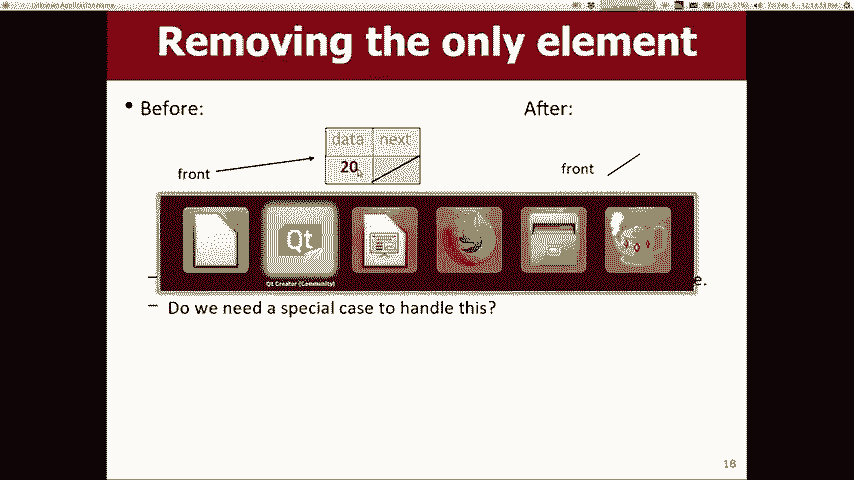 Removing the only element
• Before:
After:
data next
front
20
front
Qt
Qt Creator (Community)
– e.
– Do we need a special case to handle this?
18